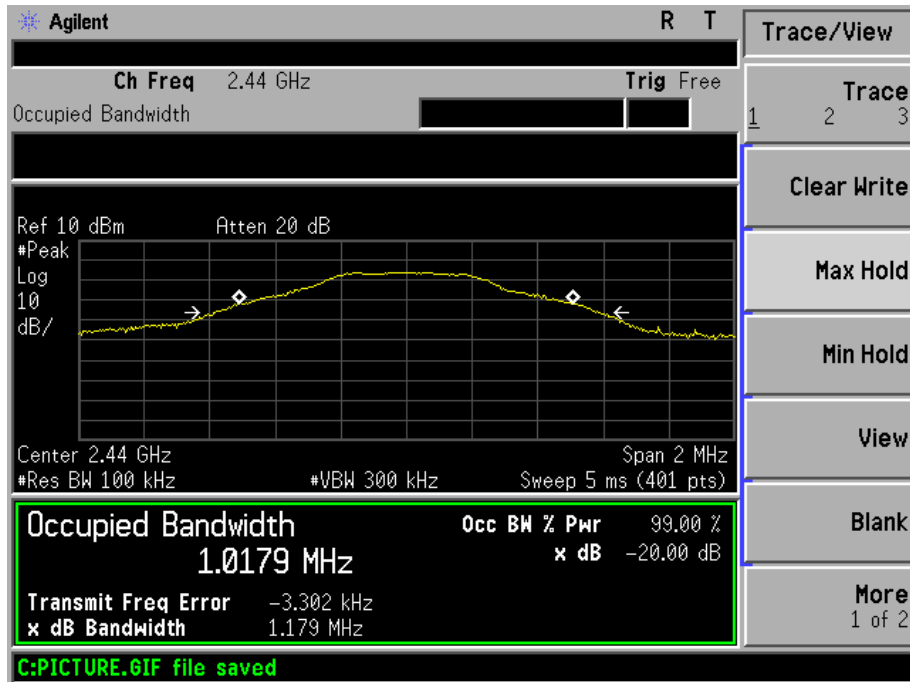 Agilent R T
Ch Freq 2.44 GHz Trig Free
Occupied Bandwidth
Ref 10 dBm Atten 20 dB
#Peak
Log
10
dB/
Center 2.44 GHz Span 2 MHz
#Res BW 100 kHz #VBW 300 kHz Sweep 5 ms (401 pts)
Occupied Bandwidth Occ BW % Pwr 99.00 %
1.0179 MHz x dB -20.00 dB
Transmit Freq Error -3.302 kHz
x dB Bandwidth 1.179 MHz
C:PICTURE.GIF file saved
Trace/View
Trace
1 2 3
Clear Write
Max Hold
Min Hold
View
Blank
More
1 of 2